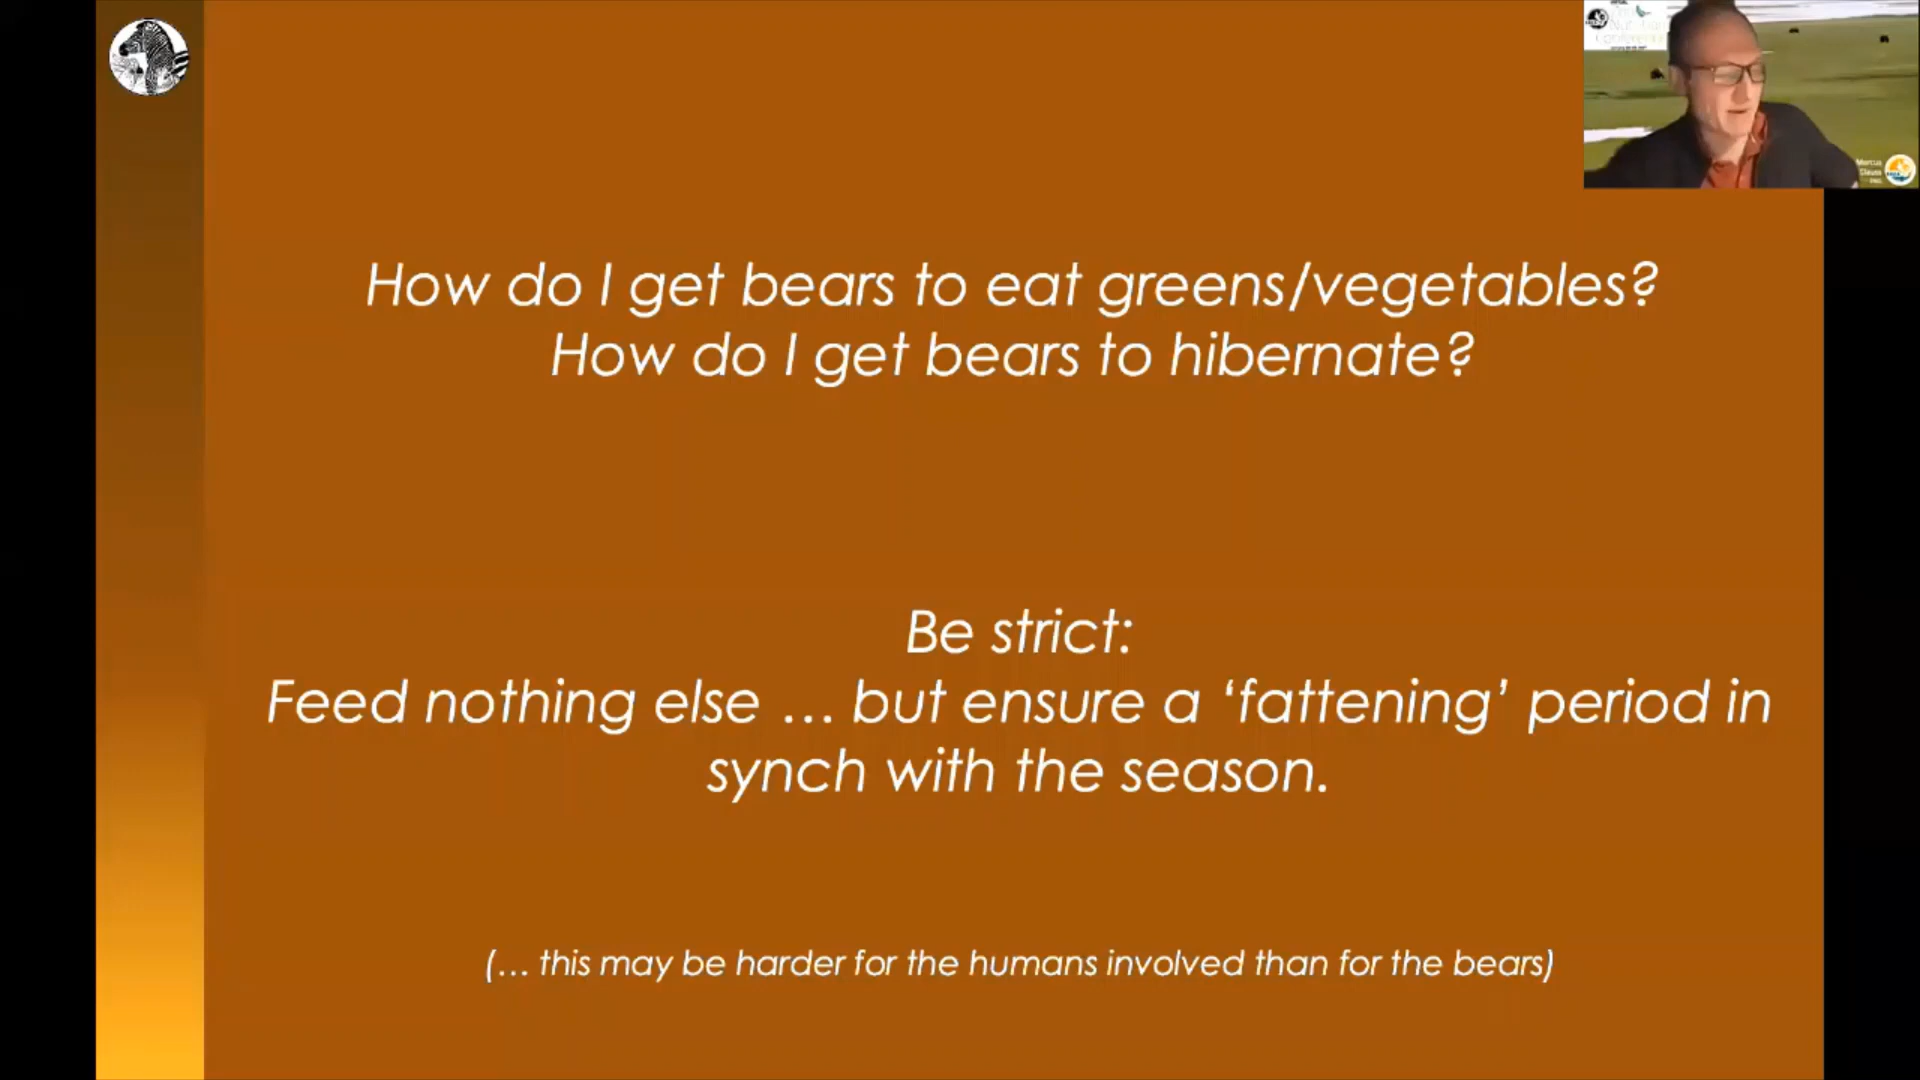 How do I get bears to eat greens/vegetables?
How do I get bears to hibernate?
Be strict:
Feed nothing else … but ensure a ‘fattening’ period in
synch with the season.
(… this may be harder for the humans involved than for the bears)
Marcus
Clauss